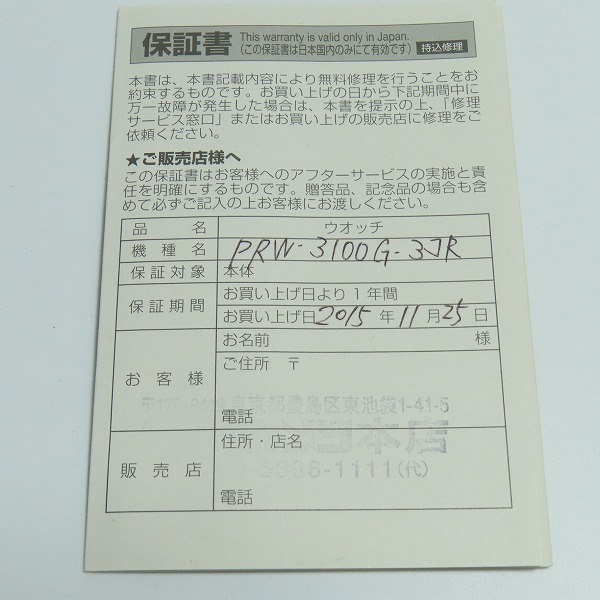 保証書 This warranty is valid only in Japan.
(この保証書は日本国内のみにて有効です) 持込修理
本書は、本書記載内容により無料修理を行うことをお
約束するものです。お買い上げの日から下記期間中に
万一故障が発生した場合は、本書を提示の上、「修理
サービス窓口」またはお買い上げの販売店に修理をご
依頼ください。
★ご販売店様へ
この保証書はお客様へのアフターサービスの実施と責
任を明確にするものです。贈答品、記念品の場合も含
めて必ずご記入の上お客様にお渡しください。
品名 ウオッチ
機種名 PRW-3100G-3JR
保証対象 本体
保証期間 お買い上げ日より1年間
お買い上げ日 2015 年 11 月 25 日
お客様 お名前 様
ご住所 〒
東京都豊島区東池袋1-41-5
電話
販売店 住所・店名
1111(代)
電話